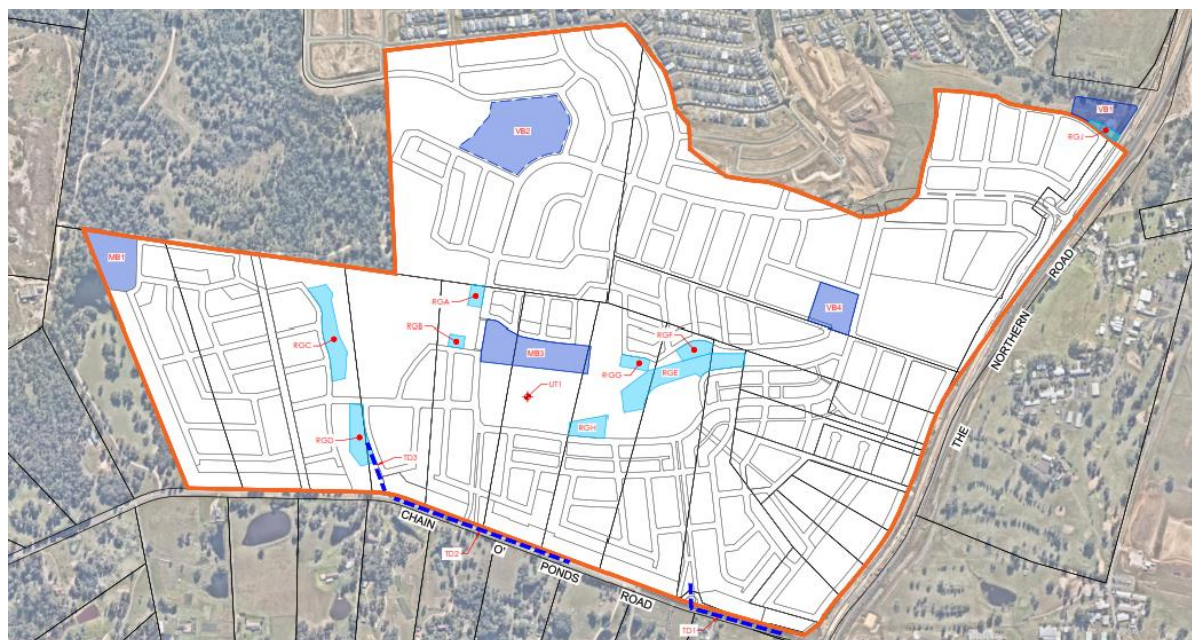 VB1
RGJ
VB2
MB1
RGA
VB4
RGB
RGC
MB3
RGF
RGG
RGE
UT1
RGH
RGD
TD3
TD2
TD1
CHAIN
O'
PONDS
ROAD
THE
NORTHERN
ROAD